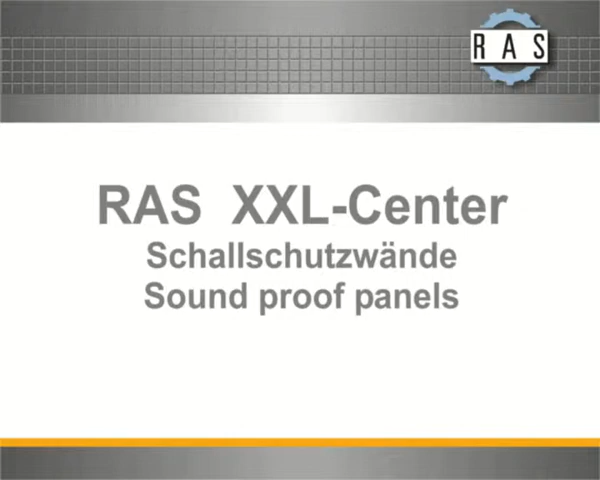 RAS
RAS XXL-Center
Schallschutzwände
Sound proof panels